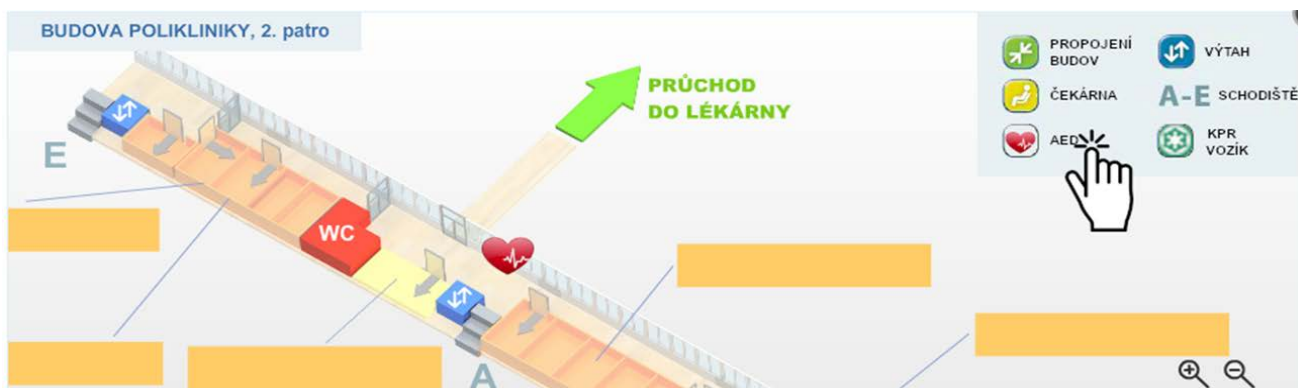 BUDOVA POLIKLINIKY, 2. patro
PRŮCHOD
DO LÉKÁRNY
E
WC
A
PROPOJENÍ
BUDOV
VÝTAH
ČEKÁRNA
A-E SCHODIŠTĚ
AED
KPR
VOZÍK